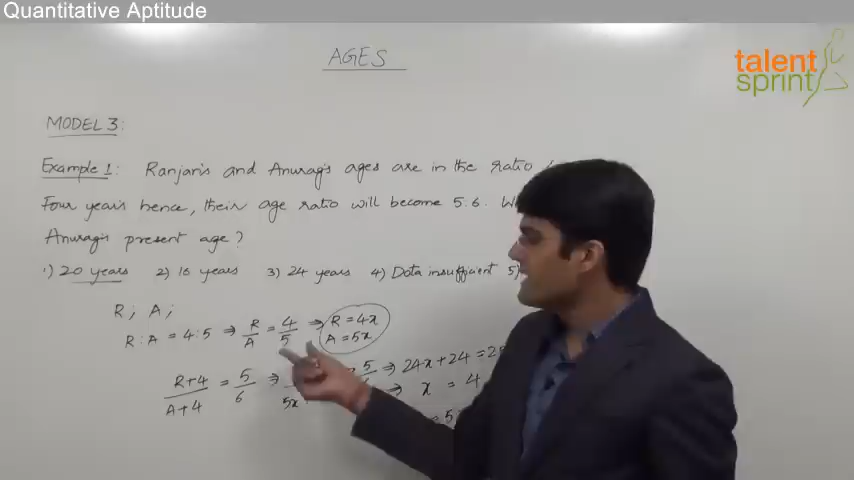 Quantitative Aptitude
AGES
talent
sprint
MODEL 3:
Example 1: Ranjan's and Anurag's ages are in the ratio
Four years hence, their age ratio will become 5:6.
Anurag's present age?
1) 20 years 2) 16 years 3) 24 years 4) Data insufficient 5)
R; A;
R : A = 4:5 ⇒ R/A = 4/5 ⇒ R = 4x
A = 5x
R+4/A+4 = 5/6 ⇒ 5x 5 ⇒ 24x + 24 = 25
⇒ x = 4
= 5